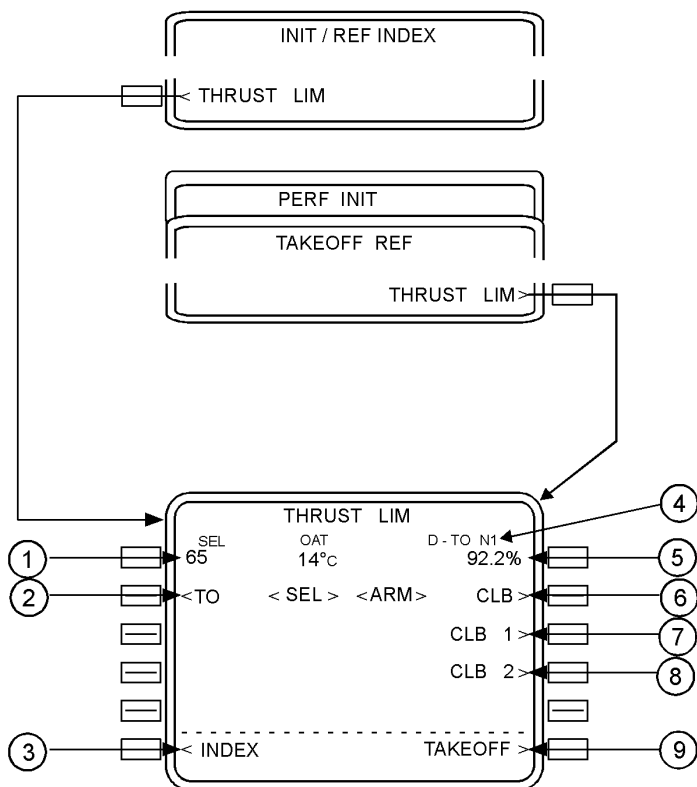 INIT / REF INDEX
< THRUST LIM
PERF INIT
TAKEOFF REF
THRUST LIM >
4
THRUST LIM
SEL OAT D - TO N1
1 65 14°C 92.2% 5
2 <TO < SEL > <ARM> CLB > 6
CLB 1 > 7
CLB 2 > 8
3 < INDEX TAKEOFF > 9